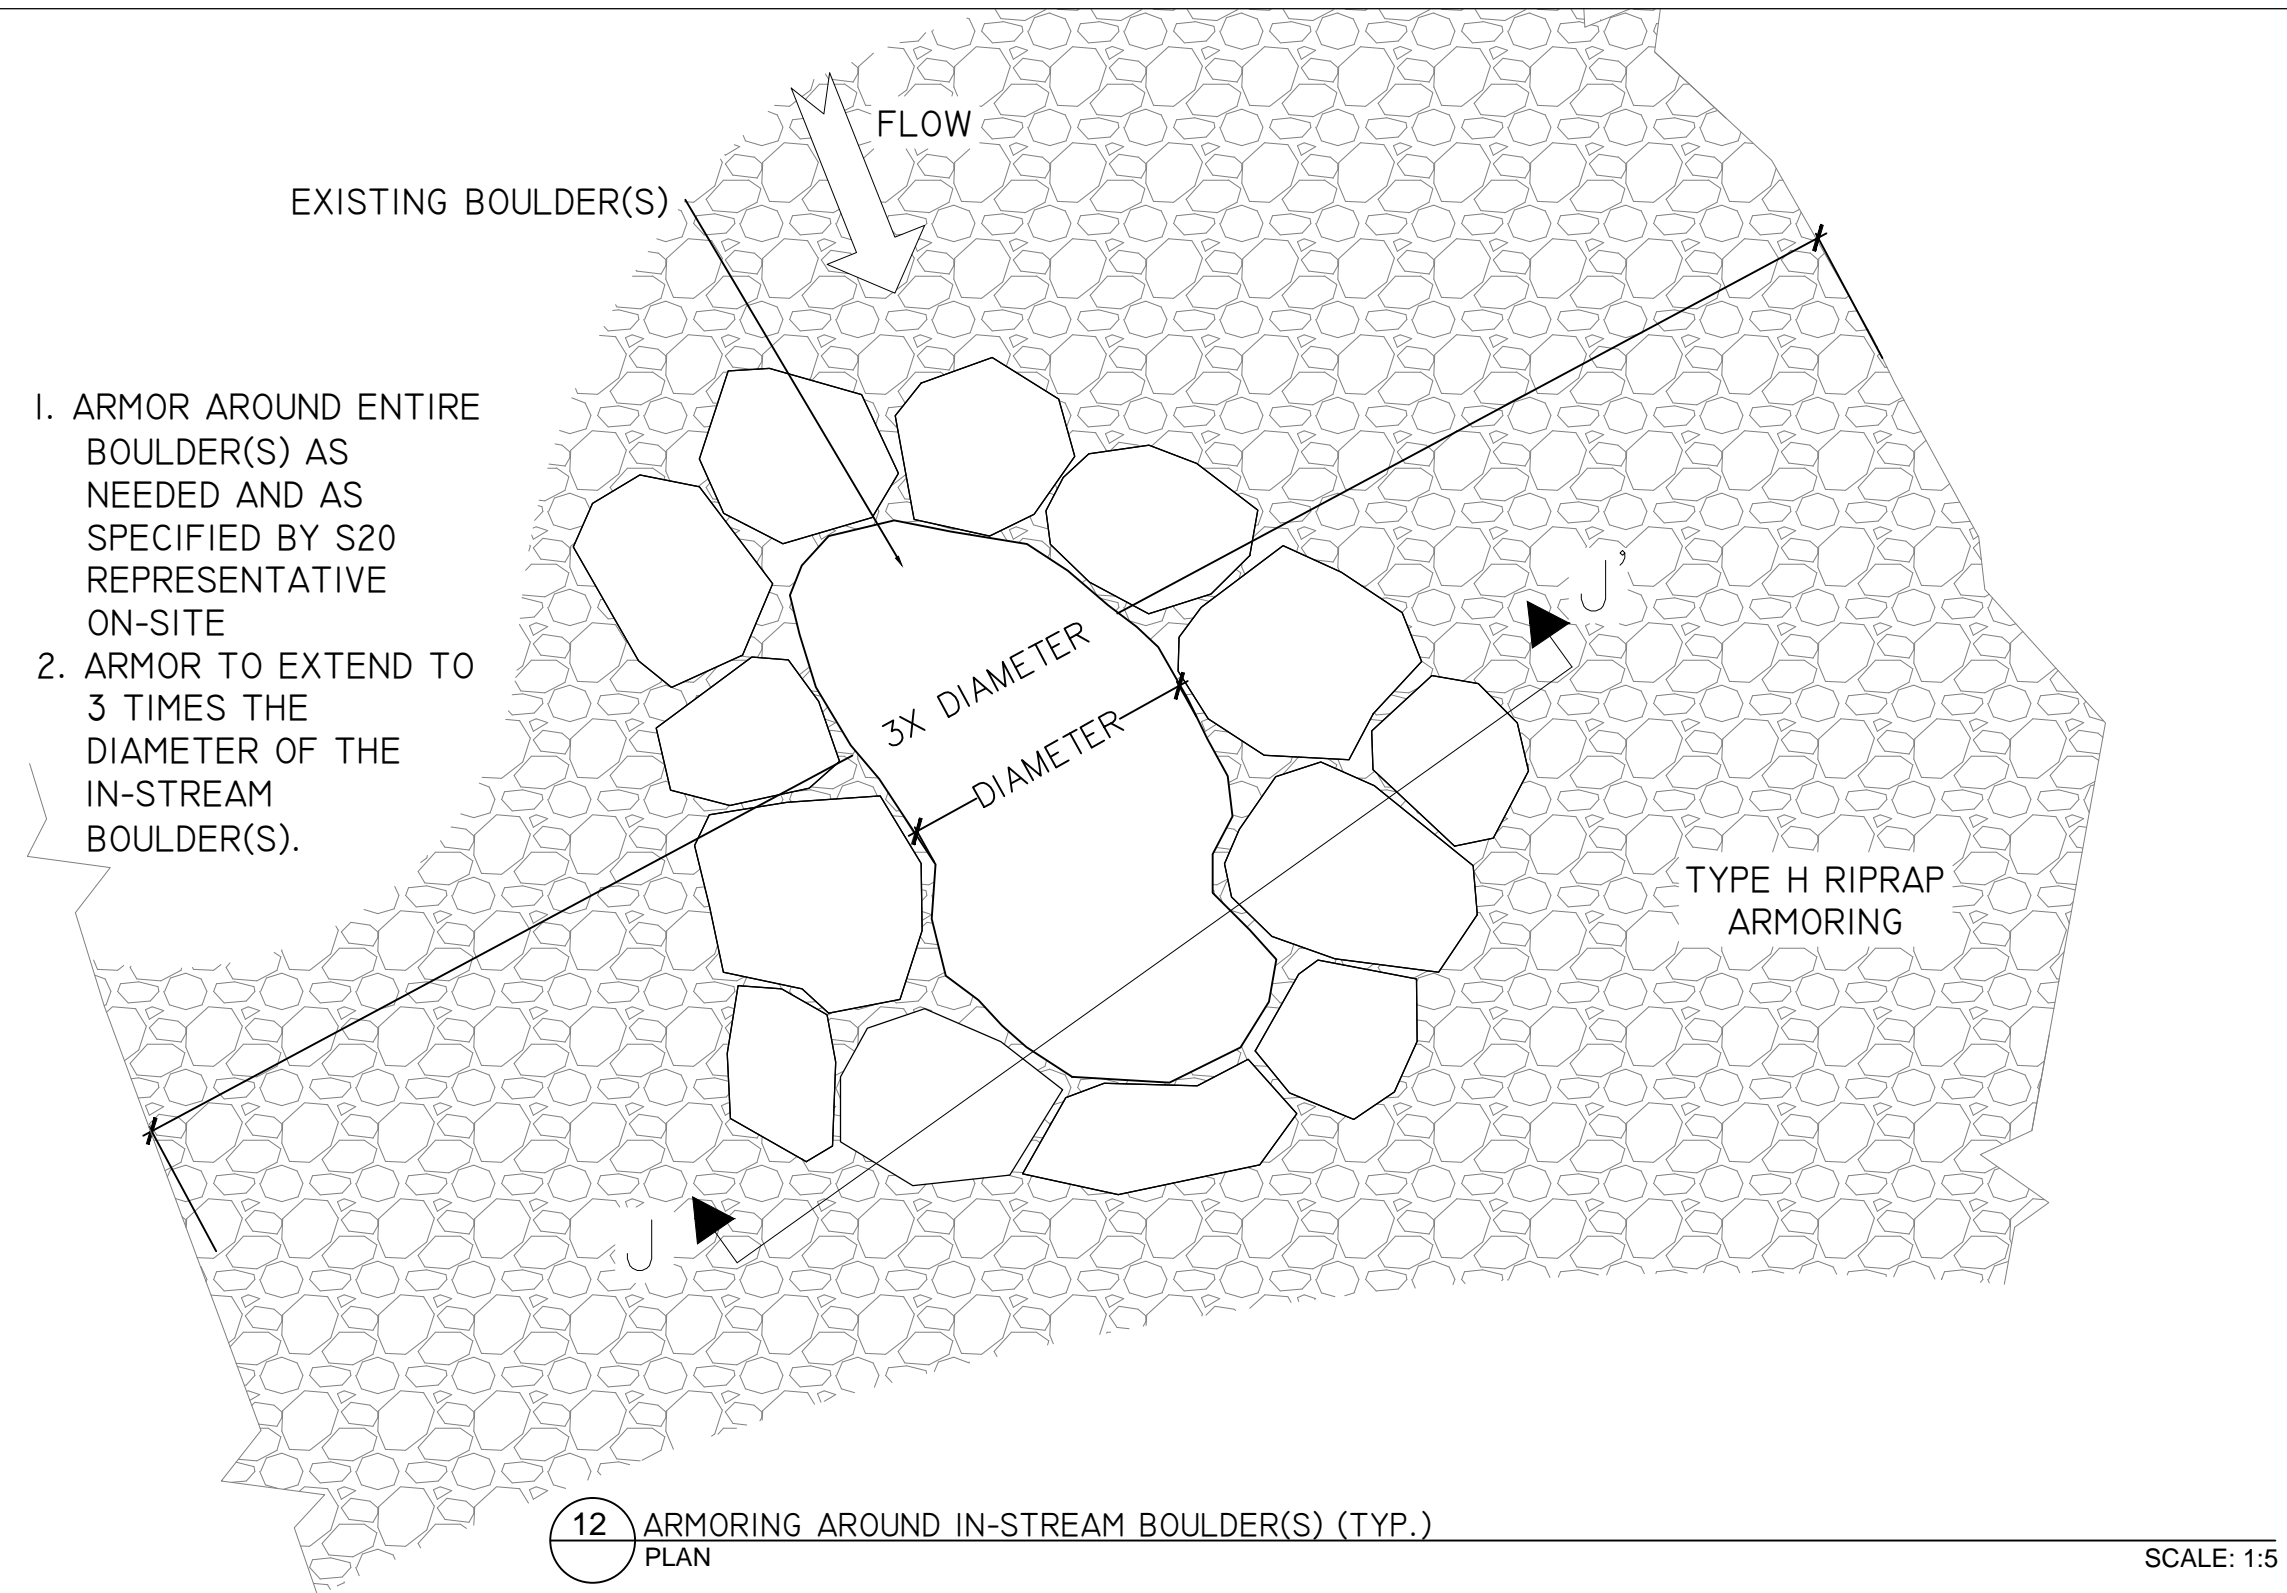 FLOW
EXISTING BOULDER(S)
1. ARMOR AROUND ENTIRE
BOULDER(S) AS
NEEDED AND AS
SPECIFIED BY S20
REPRESENTATIVE
ON-SITE
2. ARMOR TO EXTEND TO
3 TIMES THE
DIAMETER OF THE
IN-STREAM
BOULDER(S).
J'
3X DIAMETER
DIAMETER
TYPE H RIPRAP
ARMORING
J
12 ARMORING AROUND IN-STREAM BOULDER(S) (TYP.)
PLAN
SCALE: 1:5